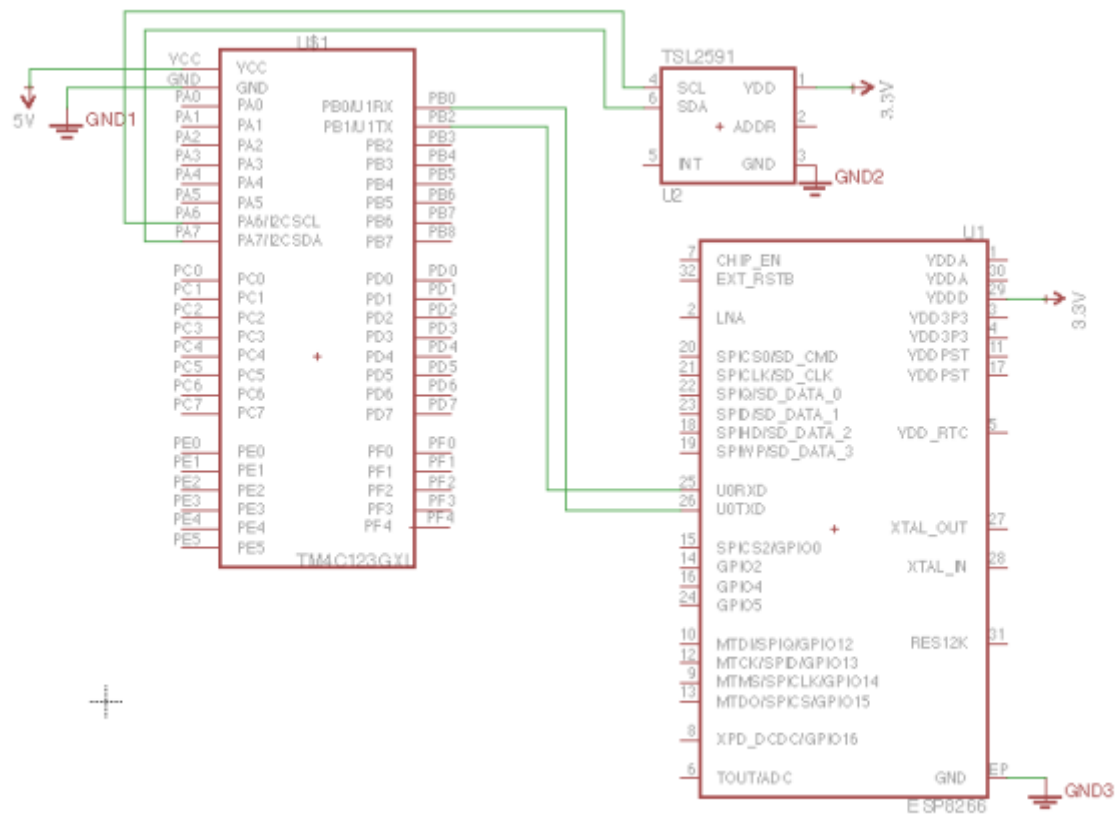 U$1
VCC
GND
PA0
PA1
PA2
PA3
PA4
PA5
PA6
PA7
VCC
GND
PA0
PA1
PA2
PA3
PA4
PA5
PA6/I2CSCL
PA7/I2CSDA
PB0/U1RX
PB1/U1TX
PB2
PB3
PB4
PB5
PB6
PB7
PB0
PB2
PB3
PB4
PB5
PB6
PB7
PB8
5V
GND1
PC0
PC1
PC2
PC3
PC4
PC5
PC6
PC7
PC0
PC1
PC2
PC3
PC4
PC5
PC6
PC7
PD0
PD1
PD2
PD3
PD4
PD5
PD6
PD7
PD0
PD1
PD2
PD3
PD4
PD5
PD6
PD7
PE0
PE1
PE2
PE3
PE4
PE5
PE0
PE1
PE2
PE3
PE4
PE5
PF0
PF1
PF2
PF3
PF4
PF0
PF1
PF2
PF3
PF4
TM4C123GXL
TSL2591
4 SCL VDD 1
6 SDA
ADDR 2
5 INT GND 3
U2
3.3V
GND2
U1
7 CHIP_EN VDDA 1
32 EXT_RSTB VDDA 30
VDDD 29
2 LNA VDD3P3 3
VDD3P3 4
20 SPICS0/SD_CMD VDDPST 11
21 SPICLK/SD_CLK VDDPST 17
22 SPIQ/SD_DATA_0
23 SPID/SD_DATA_1
18 SPIHD/SD_DATA_2 VDD_RTC 5
19 SPIWP/SD_DATA_3
25 U0RXD
26 U0TXD
XTAL_OUT 27
15 SPICS2/GPIO0
14 GPIO2 XTAL_IN 28
16 GPIO4
24 GPIO5
10 MTDI/SPIQ/GPIO12 RES12K 31
12 MTCK/SPID/GPIO13
9 MTMS/SPICLK/GPIO14
13 MTDO/SPICS/GPIO15
8 XPD_DCDC/GPIO16
6 TOUT/ADC GND EP
ESP8266
3.3V
GND3